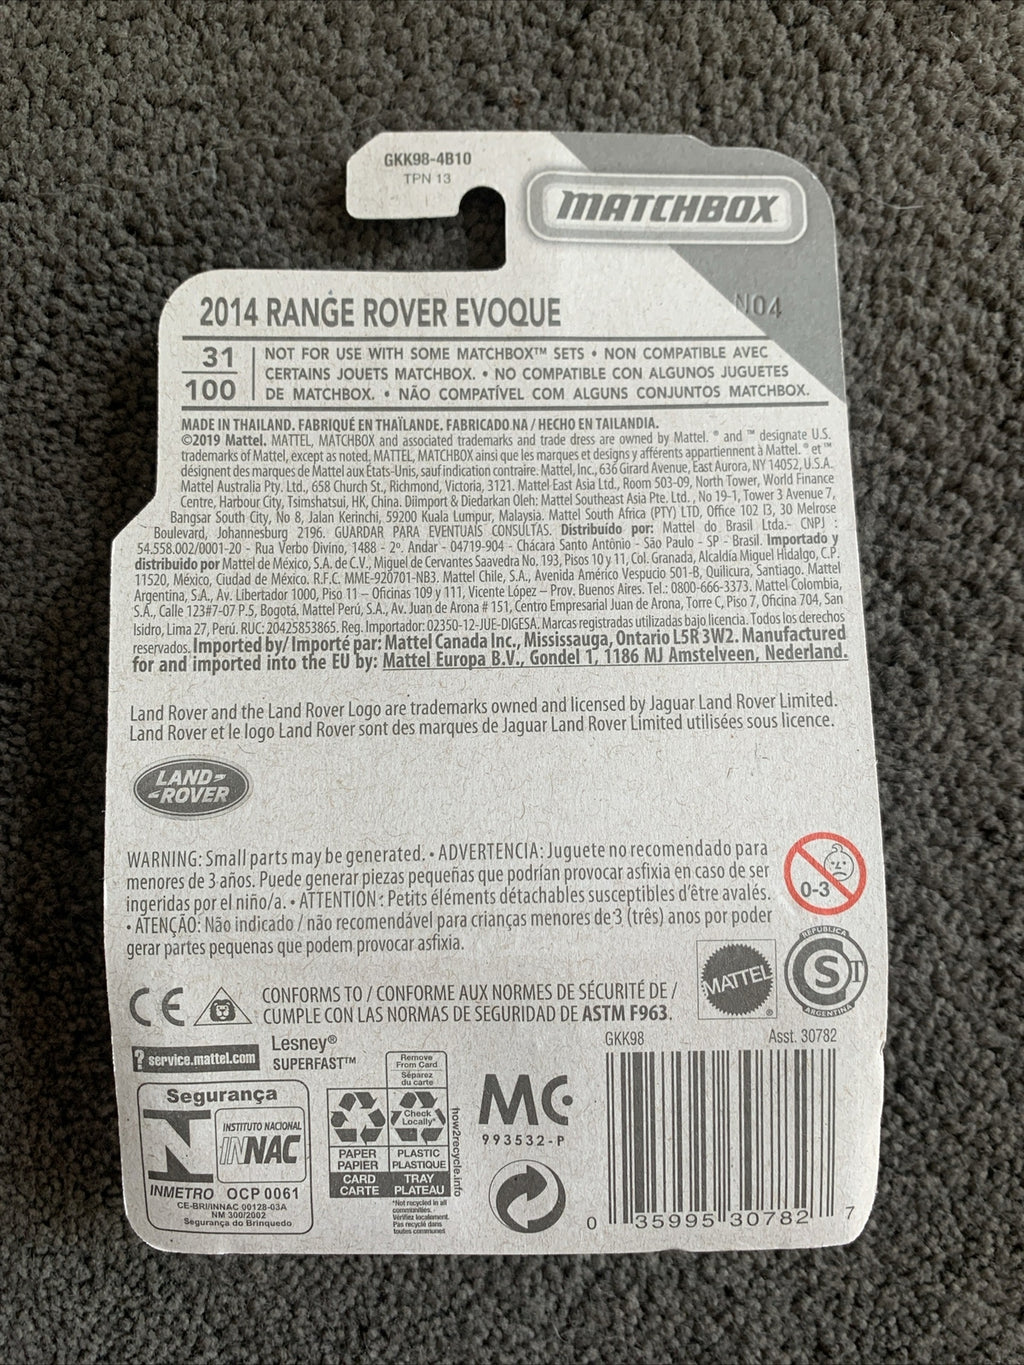 GKK98-4B10
TPN 13
MATCHBOX
2014 RANGE ROVER EVOQUE
N04
31
100
NOT FOR USE WITH SOME MATCHBOX™ SETS • NON COMPATIBLE AVEC
CERTAINS JOUETS MATCHBOX. • NO COMPATIBLE CON ALGUNOS JUGUETES
DE MATCHBOX. • NÃO COMPATÍVEL COM ALGUNS CONJUNTOS MATCHBOX.
MADE IN THAILAND. FABRIQUÉ EN THAÏLANDE. FABRICADO NA / HECHO EN TAILANDIA.
©2019 Mattel. MATTEL, MATCHBOX and associated trademarks and trade dress are owned by Mattel. ® and ™ designate U.S.
trademarks of Mattel, except as noted, MATTEL, MATCHBOX ainsi que les marques et designs y afférents appartiennent à Mattel. ® et ™
désignent des marques de Mattel aux États-Unis, sauf indication contraire. Mattel, Inc., 636 Girard Avenue, East Aurora, NY 14052, U.S.A.
Mattel Australia Pty. Ltd., 658 Church St., Richmond, Victoria, 3121. Mattel East Asia Ltd., Room 503-09, North Tower, World Finance
Centre, Harbour City, Tsimshatsui, HK, China. Diimport & Diedarkan Oleh: Mattel Southeast Asia Pte. Ltd. , No 19-1, Tower 3 Avenue 7,
Bangsar South City, No 8, Jalan Kerinchi, 59200 Kuala Lumpur, Malaysia. Mattel South Africa (PTY) LTD, Office 102 I3, 30 Melrose
Boulevard, Johannesburg 2196. GUARDAR PARA EVENTUAIS CONSULTAS. Distribuído por: Mattel do Brasil Ltda.- CNPJ :
54.558.002/0001-20 - Rua Verbo Divino, 1488 - 2º. Andar - 04719-904 - Chácara Santo Antônio - São Paulo - SP - Brasil. Importado y
distribuido por Mattel de México, S.A. de C.V., Miguel de Cervantes Saavedra No. 193, Pisos 10 y 11, Col. Granada, Alcaldía Miguel Hidalgo, C.P.
11520, México, Ciudad de México. R.F.C. MME-920701-NB3. Mattel Chile, S.A., Avenida Américo Vespucio 501-B, Quilicura, Santiago. Mattel
Argentina, S.A., Av. Libertador 1000, Piso 11 – Oficinas 109 y 111, Vicente López – Prov. Buenos Aires. Tel.: 0800-666-3373. Mattel Colombia,
S.A., Calle 123#7-07 P.5, Bogotá. Mattel Perú, S.A., Av. Juan de Arona # 151, Centro Empresarial Juan de Arona, Torre C, Piso 7, Oficina 704, San
Isidro, Lima 27, Perú. RUC: 20425853865. Reg. Importador: 02350-12-JUE-DIGESA. Marcas registradas utilizadas bajo licencia. Todos los derechos
reservados. Imported by/ Importé par: Mattel Canada Inc., Mississauga, Ontario L5R 3W2. Manufactured
for and imported into the EU by: Mattel Europa B.V., Gondel 1, 1186 MJ Amstelveen, Nederland.
Land Rover and the Land Rover Logo are trademarks owned and licensed by Jaguar Land Rover Limited.
Land Rover et le logo Land Rover sont des marques de Jaguar Land Rover Limited utilisées sous licence.
LAND
ROVER
WARNING: Small parts may be generated. • ADVERTENCIA: Juguete no recomendado para
menores de 3 años. Puede generar piezas pequeñas que podrían provocar asfixia en caso de ser
ingeridas por el niño/a. • ATTENTION : Petits éléments détachables susceptibles d'être avalés.
• ATENÇÃO: Não indicado / não recomendável para crianças menores de 3 (três) anos por poder
gerar partes pequenas que podem provocar asfixia.
0-3
MATTEL ®
REPUBLICA
S I
ARGENTINA
CE
CONFORMS TO / CONFORME AUX NORMES DE SÉCURITÉ DE /
CUMPLE CON LAS NORMAS DE SEGURIDAD DE ASTM F963.
? service.mattel.com
Lesney®
SUPERFAST™
GKK98
Asst. 30782
Segurança
INSTITUTO NACIONAL
INNAC
INMETRO OCP 0061
CE-BRI/INNAC 00128-03A
NM 300/2002
Segurança do Brinquedo
Remove
From Card
Séparez
du carte
Check
Locally*
PAPER
PAPIER
CARD
CARTE
PLASTIC
PLASTIQUE
TRAY
PLATEAU
*Not recycled in all
communities.
Vérifiez localement.
Pas recyclé dans
toutes communes
how2recycle.info
MC
993532-P
0 35995 30782 7